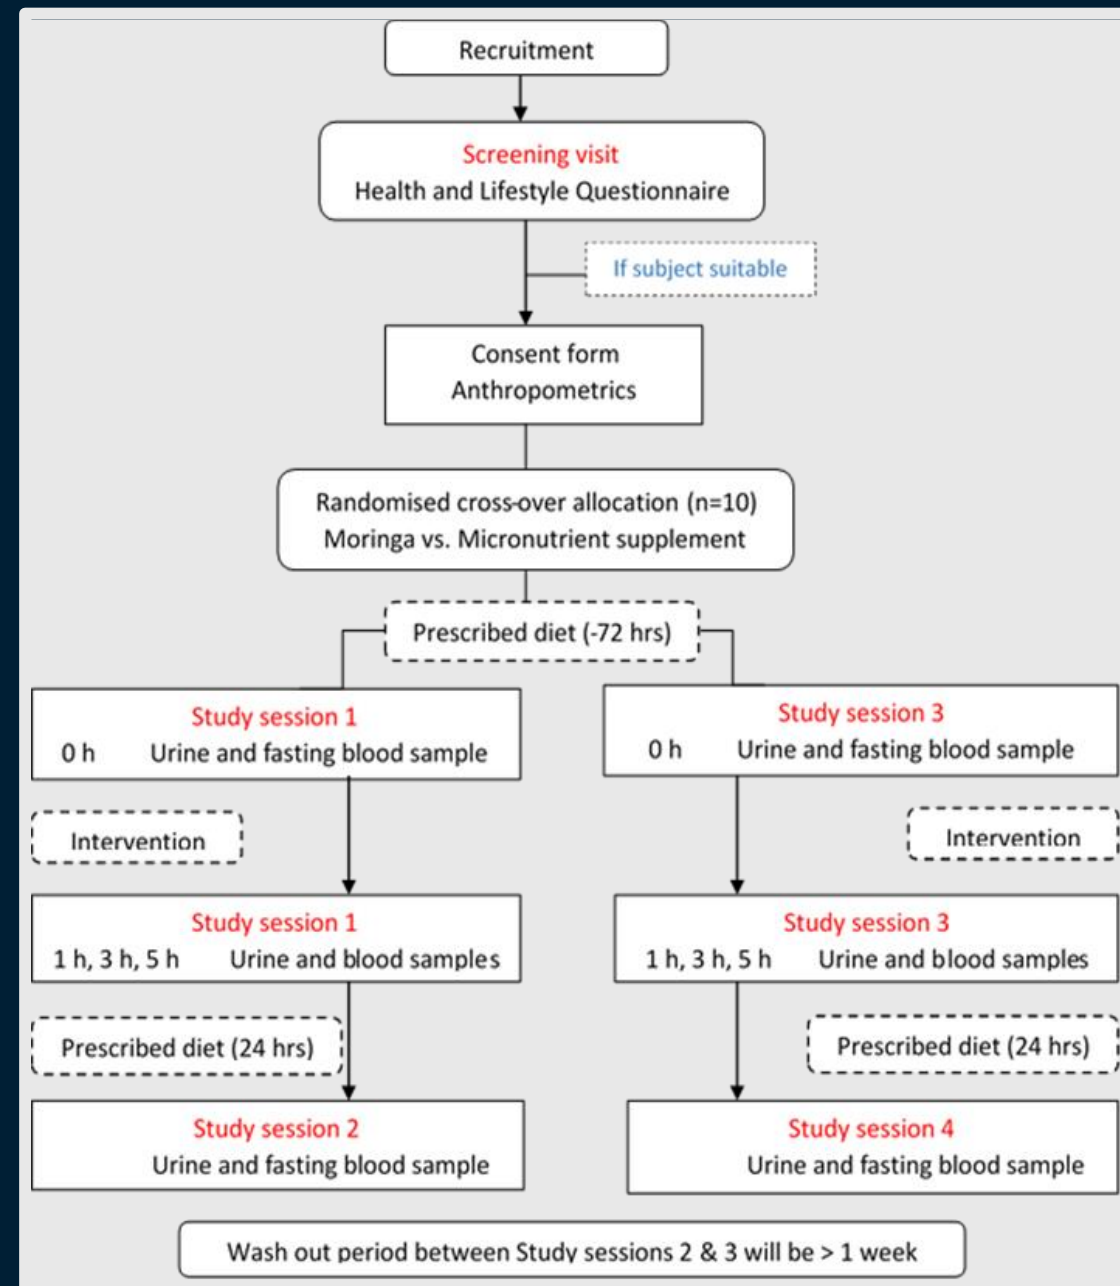 Recruitment
Screening visit
Health and Lifestyle Questionnaire
If subject suitable
Consent form
Anthropometrics
Randomised cross-over allocation (n=10)
Moringa vs. Micronutrient supplement
Prescribed diet (-72 hrs)
Study session 1
0 h Urine and fasting blood sample
Intervention
Study session 1
1 h, 3 h, 5 h Urine and blood samples
Prescribed diet (24 hrs)
Study session 2
Urine and fasting blood sample
Study session 3
0 h Urine and fasting blood sample
Intervention
Study session 3
1 h, 3 h, 5 h Urine and blood samples
Prescribed diet (24 hrs)
Study session 4
Urine and fasting blood sample
Wash out period between Study sessions 2 & 3 will be > 1 week